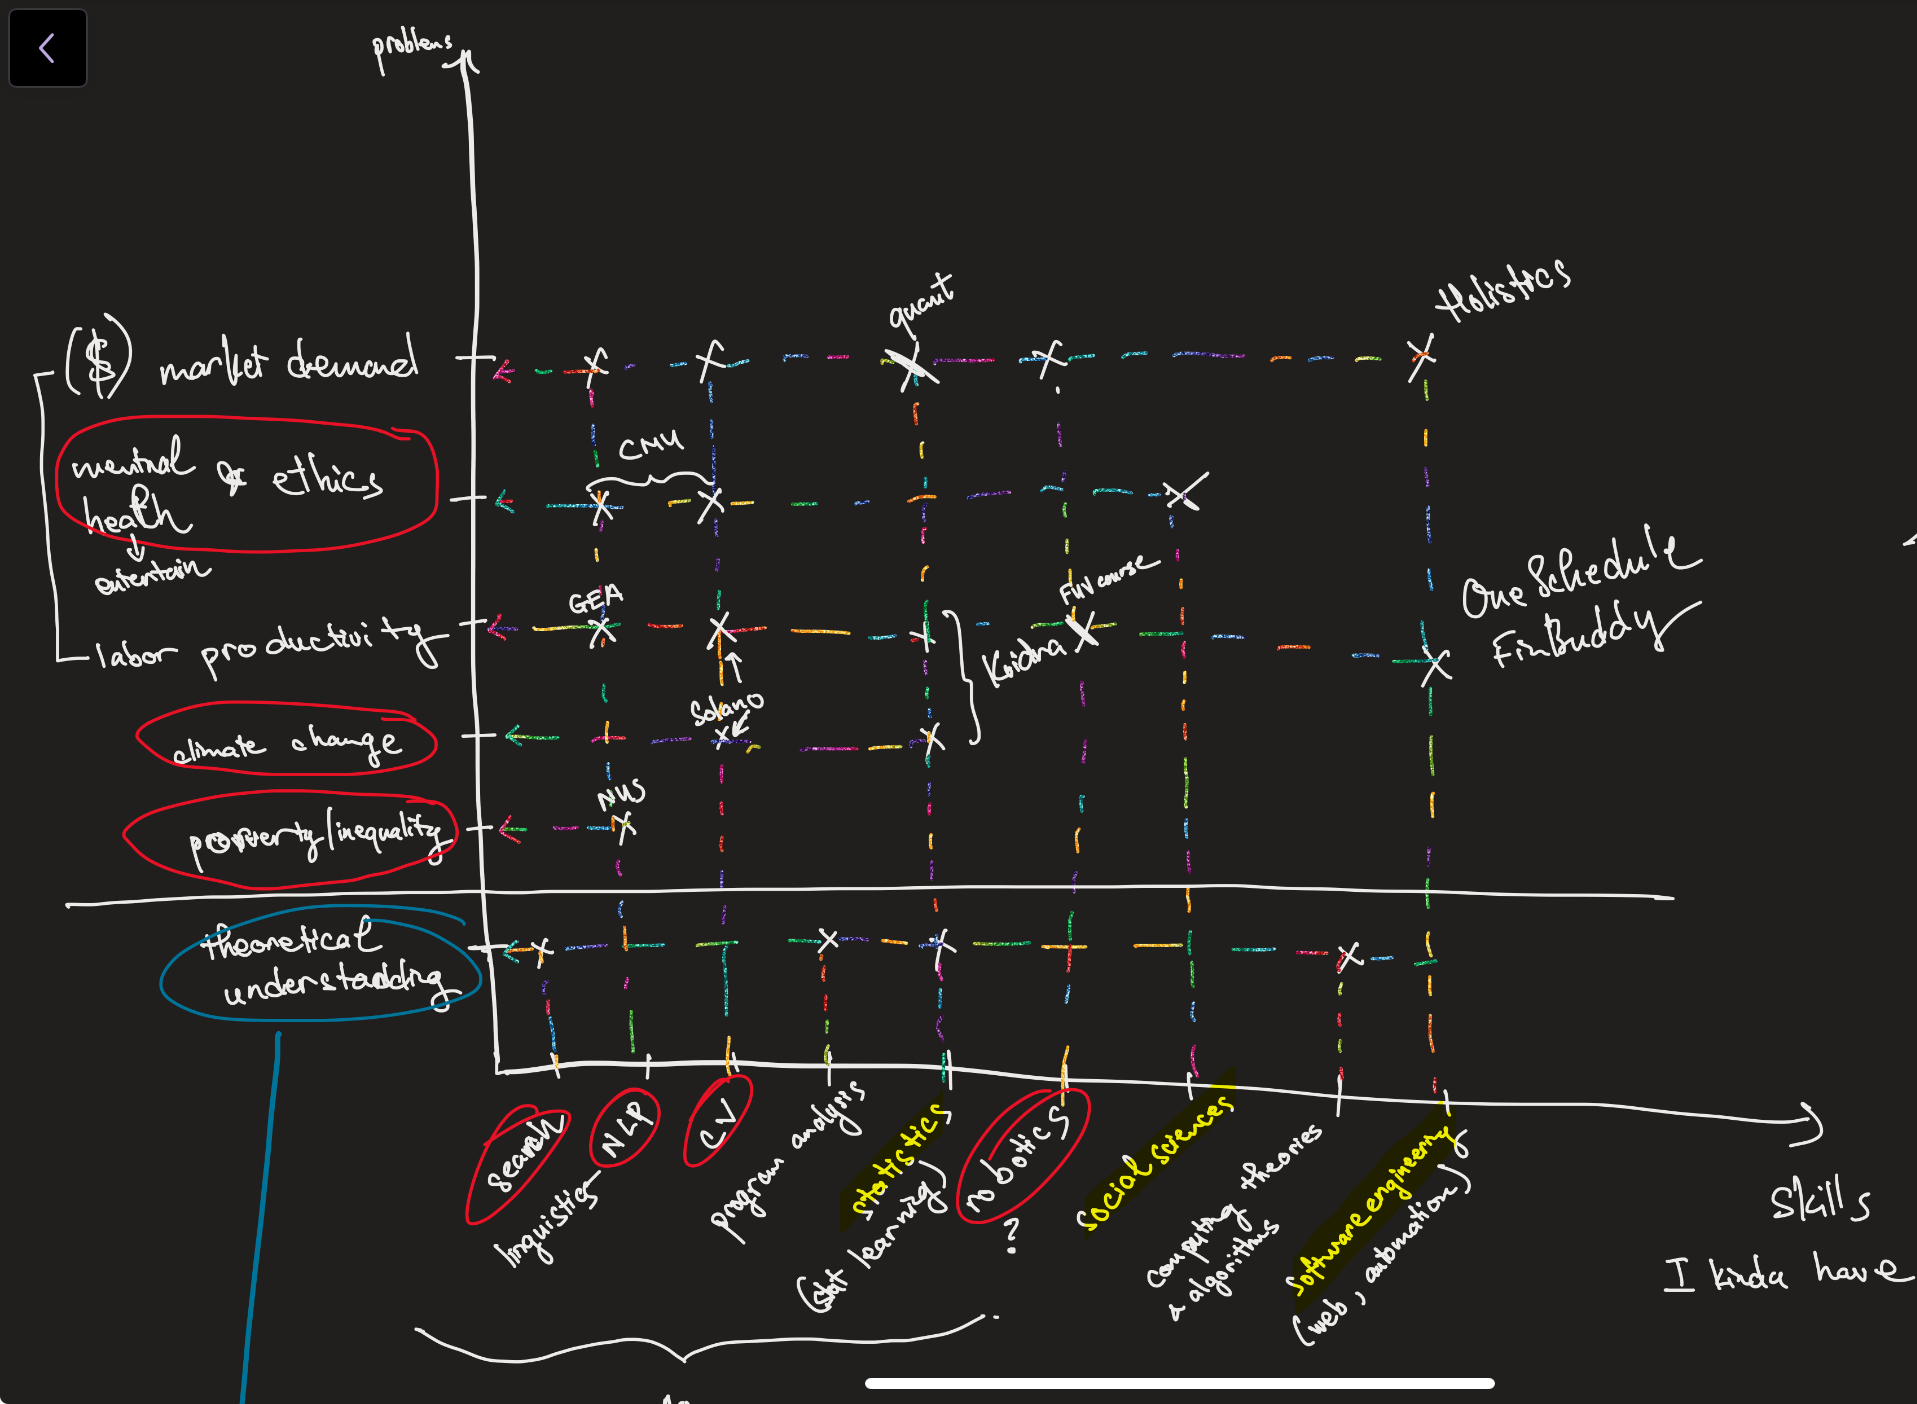 problems
quant
Holistics
($) market demand
CMU
mental
health & ethics
entertain
GEA
FUV course
One Schedule
FinBuddy
labor productivity
Solano
climate change
NUS
poverty/inequality
theoretical
understanding
search
linguistics - NLP
CV
program analysis
statistics
(stat learning)
robotics
?
social sciences
computing theories
& algorithms
software engineering
(web, automation)
skills
I kinda have